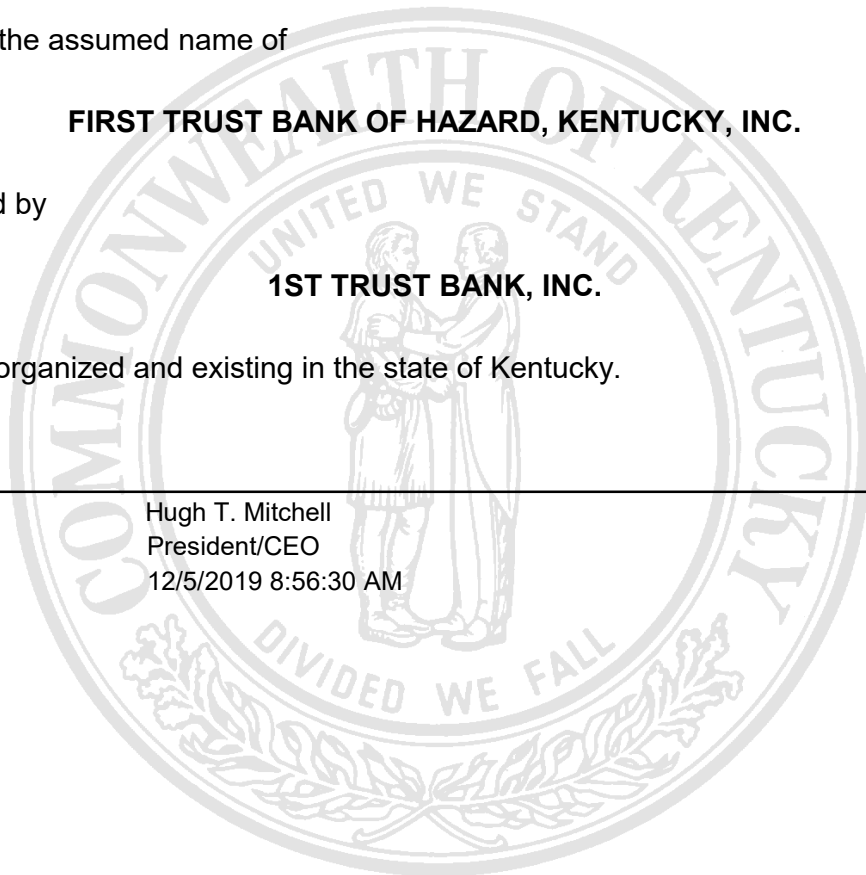 the assumed name of
FIRST TRUST BANK OF HAZARD, KENTUCKY, INC.
d by
1ST TRUST BANK, INC.
organized and existing in the state of Kentucky.
Hugh T. Mitchell
President/CEO
12/5/2019 8:56:30 AM
COMMONWEALTH OF KENTUCKY
UNITED WE STAND
DIVIDED WE FALL